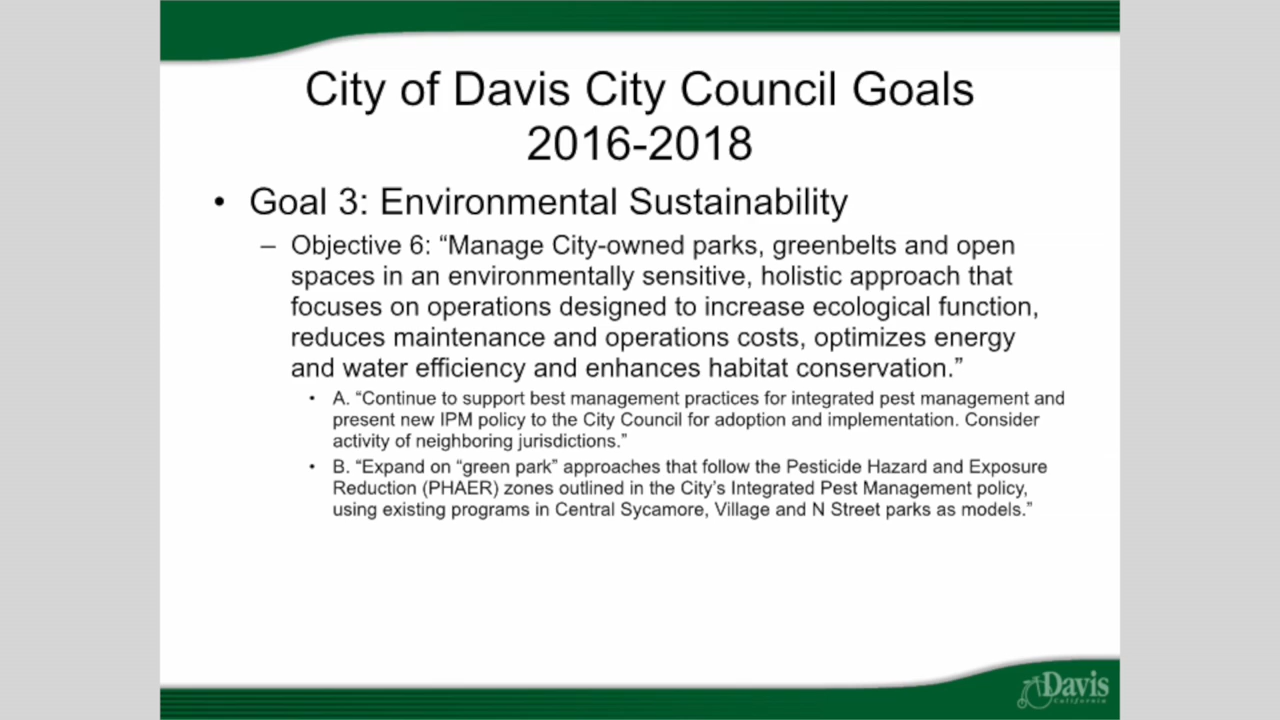 City of Davis City Council Goals
2016-2018
• Goal 3: Environmental Sustainability
– Objective 6: “Manage City-owned parks, greenbelts and open
spaces in an environmentally sensitive, holistic approach that
focuses on operations designed to increase ecological function,
reduces maintenance and operations costs, optimizes energy
and water efficiency and enhances habitat conservation.”
• A. “Continue to support best management practices for integrated pest management and
present new IPM policy to the City Council for adoption and implementation. Consider
activity of neighboring jurisdictions.”
• B. “Expand on “green park” approaches that follow the Pesticide Hazard and Exposure
Reduction (PHAER) zones outlined in the City’s Integrated Pest Management policy,
using existing programs in Central Sycamore, Village and N Street parks as models.”
Davis
California